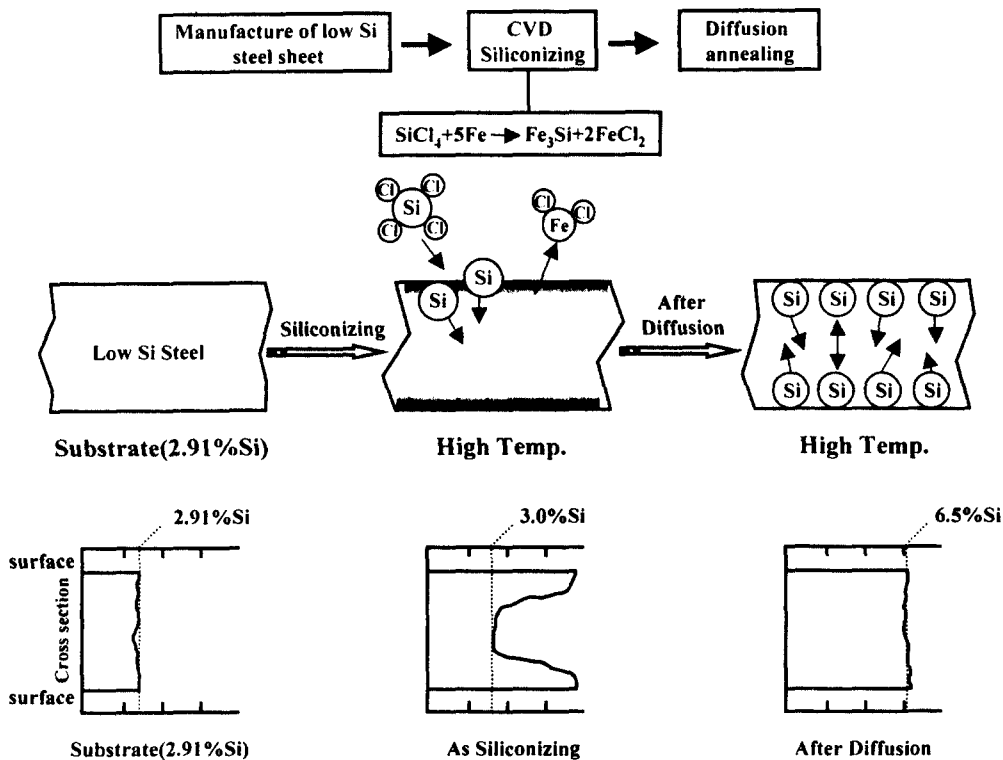 Manufacture of low Si
steel sheet
CVD
Siliconizing
Diffusion
annealing
SiCl₄+5Fe→Fe₃Si+2FeCl₂
Cl
Cl
Si
Cl
Cl
Cl
Fe
Cl
Si
Si
Low Si Steel
Siliconizing
After
Diffusion
Si
Si
Si
Si
Si
Si
Si
Si
Substrate(2.91%Si)
High Temp.
High Temp.
2.91%Si
3.0%Si
6.5%Si
surface
Cross section
surface
Substrate(2.91%Si)
As Siliconizing
After Diffusion